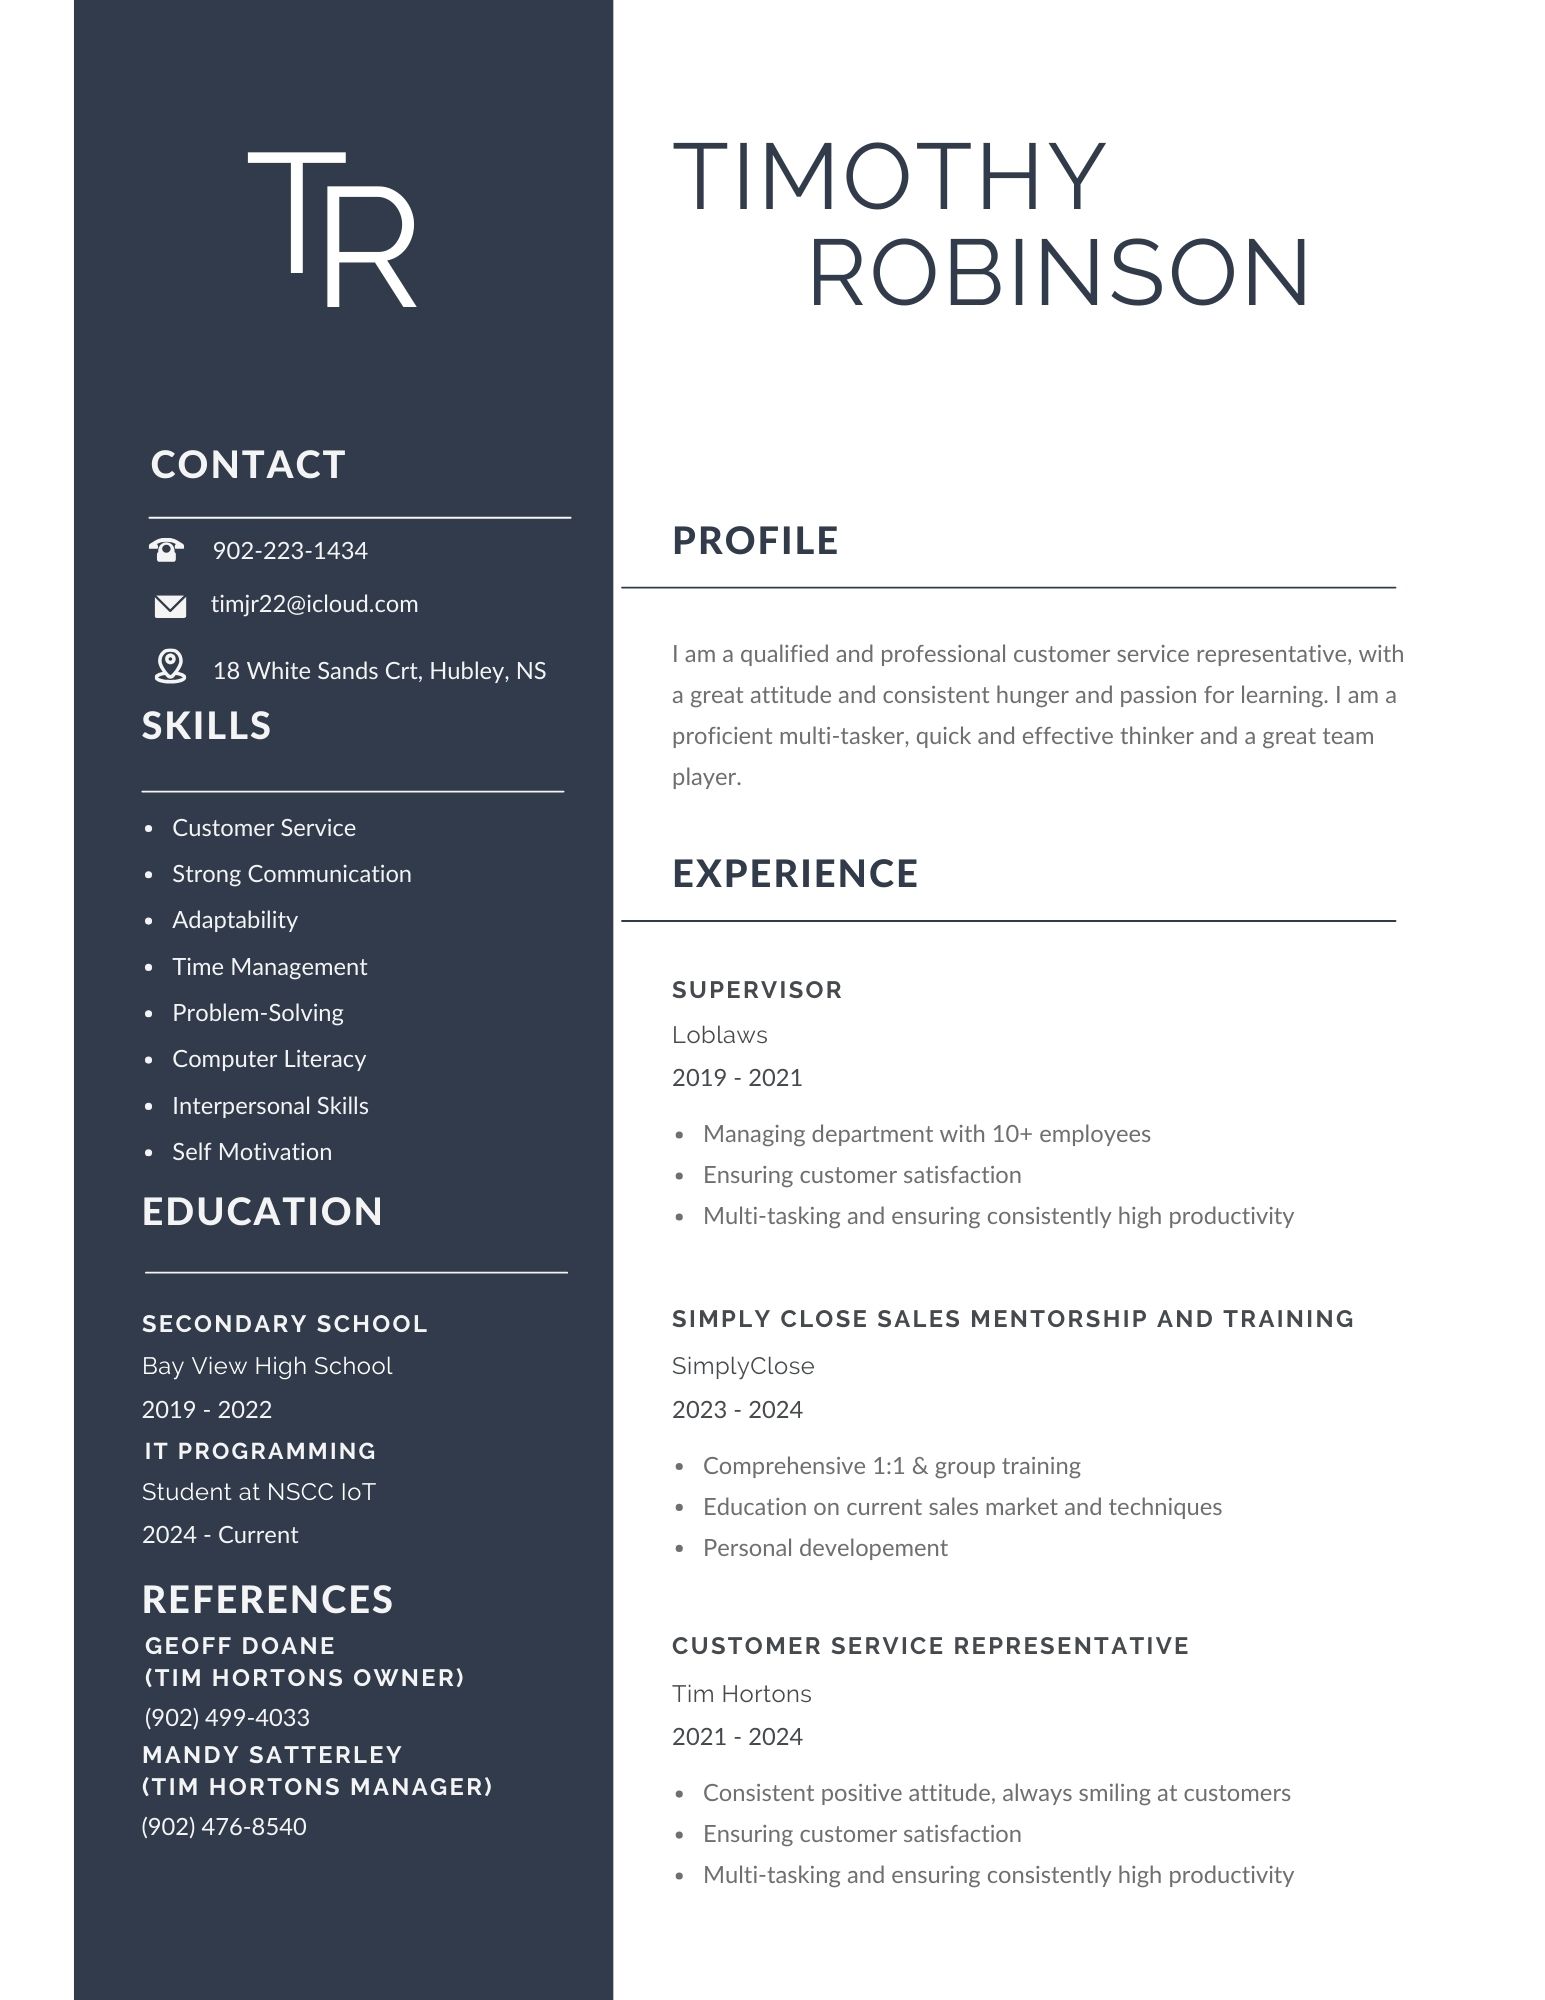 TR
CONTACT
902-223-1434
timjr22@icloud.com
18 White Sands Crt, Hubley, NS
SKILLS
• Customer Service
• Strong Communication
• Adaptability
• Time Management
• Problem-Solving
• Computer Literacy
• Interpersonal Skills
• Self Motivation
EDUCATION
SECONDARY SCHOOL
Bay View High School
2019 - 2022
IT PROGRAMMING
Student at NSCC IoT
2024 - Current
REFERENCES
GEOFF DOANE
(TIM HORTONS OWNER)
(902) 499-4033
MANDY SATTERLEY
(TIM HORTONS MANAGER)
(902) 476-8540
TIMOTHY
ROBINSON
PROFILE
I am a qualified and professional customer service representative, with
a great attitude and consistent hunger and passion for learning. I am a
proficient multi-tasker, quick and effective thinker and a great team
player.
EXPERIENCE
SUPERVISOR
Loblaws
2019 - 2021
• Managing department with 10+ employees
• Ensuring customer satisfaction
• Multi-tasking and ensuring consistently high productivity
SIMPLY CLOSE SALES MENTORSHIP AND TRAINING
SimplyClose
2023 - 2024
• Comprehensive 1:1 & group training
• Education on current sales market and techniques
• Personal developement
CUSTOMER SERVICE REPRESENTATIVE
Tim Hortons
2021 - 2024
• Consistent positive attitude, always smiling at customers
• Ensuring customer satisfaction
• Multi-tasking and ensuring consistently high productivity